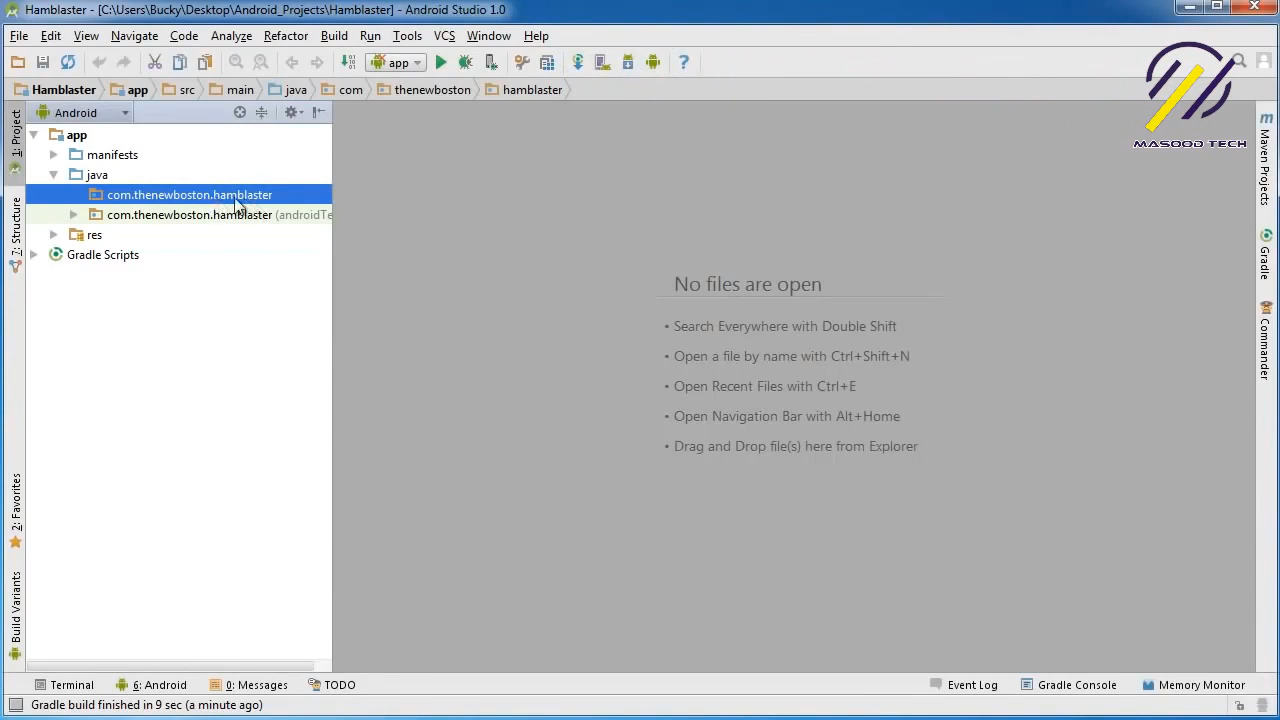 Hamblaster - [C:\Users\Bucky\Desktop\Android_Projects\Hamblaster] - Android Studio 1.0
File Edit View Navigate Code Analyze Refactor Build Run Tools VCS Window Help
app
MASOOD TECH
Hamblaster app src main java com thenewboston hamblaster
1: Project
Android
app
manifests
java
com.thenewboston.hamblaster
com.thenewboston.hamblaster (androidTe
res
Gradle Scripts
7: Structure
2: Favorites
Build Variants
No files are open
• Search Everywhere with Double Shift
• Open a file by name with Ctrl+Shift+N
• Open Recent Files with Ctrl+E
• Open Navigation Bar with Alt+Home
• Drag and Drop file(s) here from Explorer
Maven Projects
Gradle
Commander
Terminal 6: Android 0: Messages TODO Event Log Gradle Console Memory Monitor
Gradle build finished in 9 sec (a minute ago)